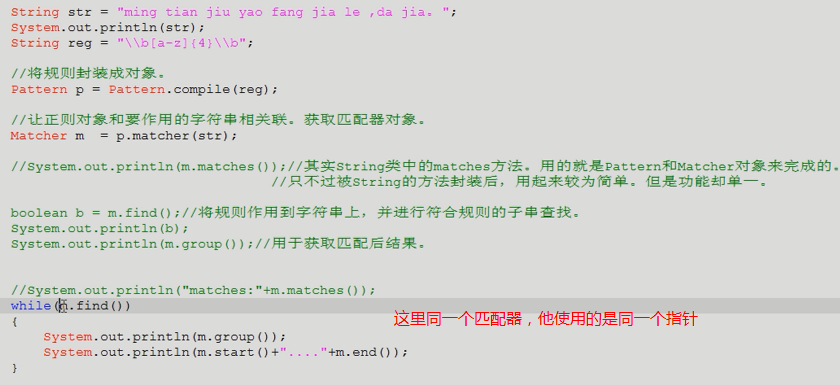 String str = "ming tian jiu yao fang jia le ,da jia。";
System.out.println(str);
String reg = "\\b[a-z]{4}\\b";
//将规则封装成对象。
Pattern p = Pattern.compile(reg);
//让正则对象和要作用的字符串相关联。获取匹配器对象。
Matcher m  = p.matcher(str);
//System.out.println(m.matches());//其实String类中的matches方法。用的就是Pattern和Matcher对象来完成的。
//只不过被String的方法封装后，用起来较为简单。但是功能却单一。
boolean b = m.find();//将规则作用到字符串上，并进行符合规则的子串查找。
System.out.println(b);
System.out.println(m.group());//用于获取匹配后结果。
//System.out.println("matches:"+m.matches());
while(m.find())
这里同一个匹配器，他使用的是同一个指针
{
System.out.println(m.group());
System.out.println(m.start()+"...."+m.end());
}